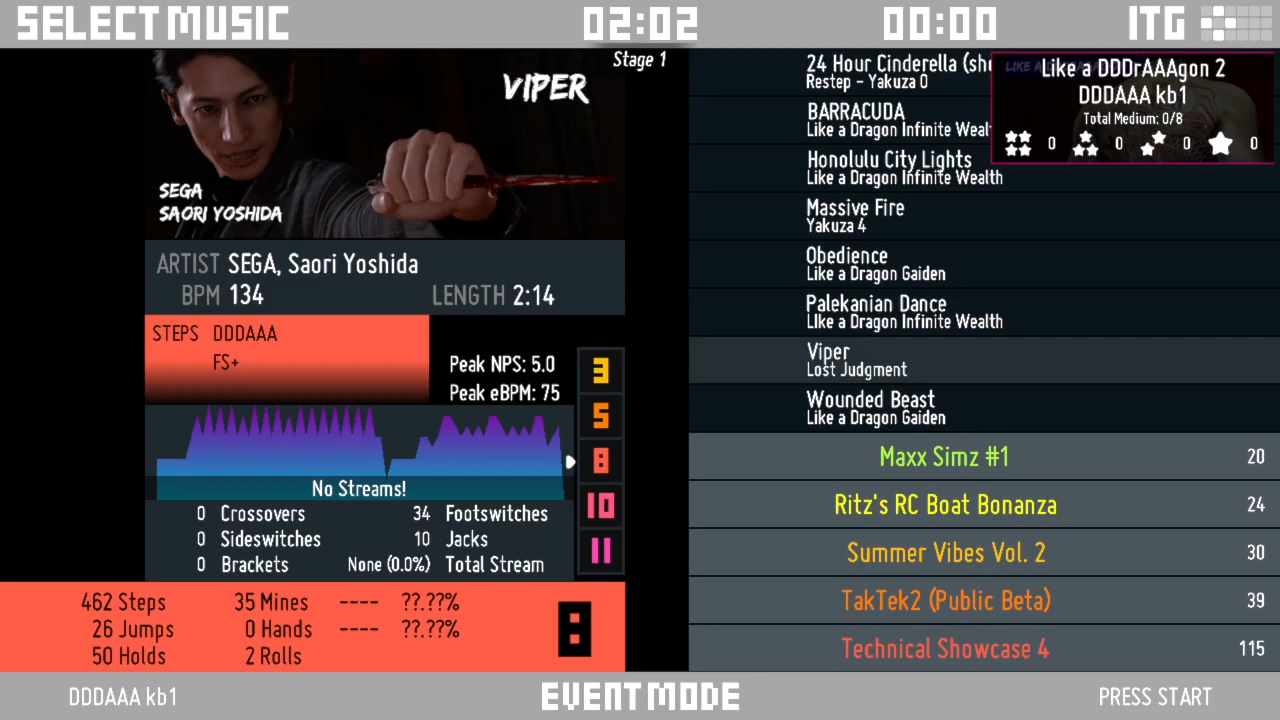 SELECT MUSIC
02:02
00:00
ITG
Stage 1
VIPER
SEGA
SAORI YOSHIDA
ARTIST SEGA, Saori Yoshida
BPM 134
LENGTH 2:14
STEPS DDDAAA
FS+
Peak NPS: 5.0
Peak eBPM: 75
No Streams!
0 Crossovers
34 Footswitches
0 Sideswitches
10 Jacks
0 Brackets
None (0.0%) Total Stream
3
5
8
10
11
462 Steps
35 Mines
---- ??.??%
26 Jumps
0 Hands
---- ??.??%
50 Holds
2 Rolls
8
24 Hour Cinderella (sho
Restep - Yakuza 0
BARRACUDA
Like a Dragon Infinite Wealt
Honolulu City Lights
Like a Dragon Infinite Wealth
Massive Fire
Yakuza 4
Obedience
Like a Dragon Gaiden
Palekanian Dance
LIke a Dragon Infinite Wealth
Viper
Lost Judgment
Wounded Beast
Like a Dragon Gaiden
Maxx Simz #1 20
Ritz's RC Boat Bonanza 24
Summer Vibes Vol. 2 30
TakTek2 (Public Beta) 39
Technical Showcase 4 115
Like a DDDrAAAgon 2
DDDAAA kb1
Total Medium: 0/8
0 0 0 0
DDDAAA kb1
EVENT MODE
PRESS START